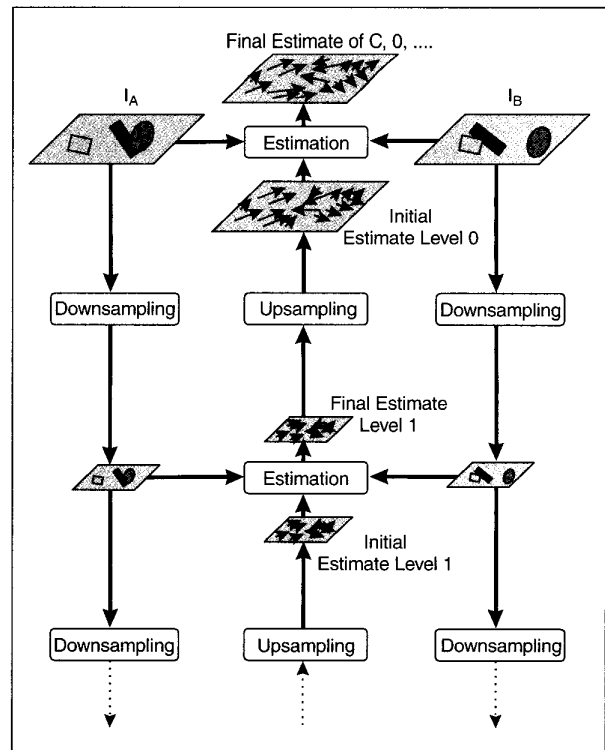 Final Estimate of C, 0, ....
I_A
I_B
Estimation
Initial
Estimate Level 0
Downsampling
Upsampling
Downsampling
Final Estimate
Level 1
Estimation
Initial
Estimate Level 1
Downsampling
Upsampling
Downsampling